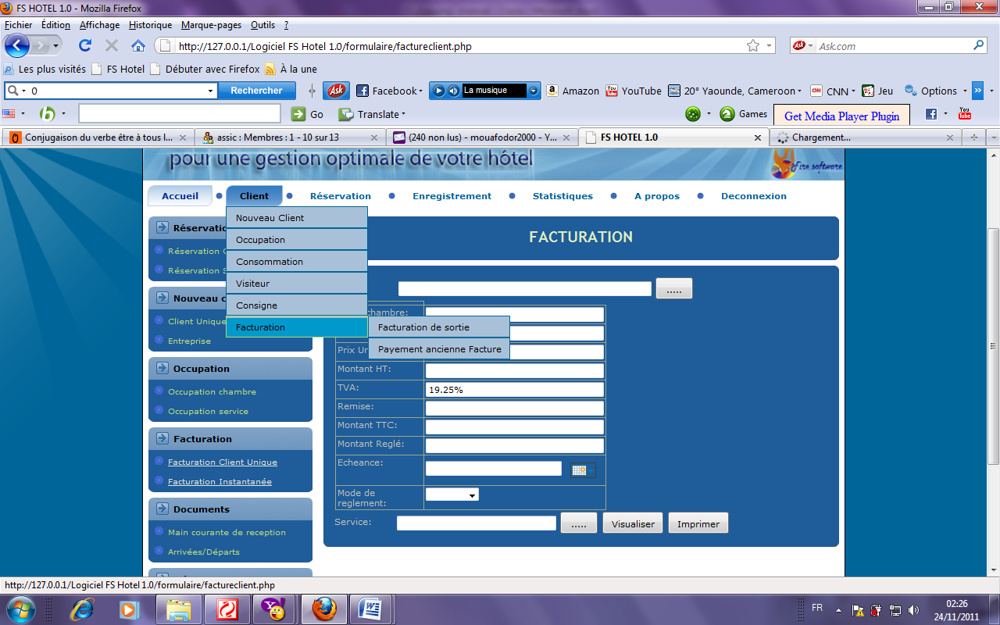 FS HOTEL 1.0 - Mozilla Firefox
Fichier Édition Affichage Historique Marque-pages Outils ?
http://127.0.0.1/Logiciel FS Hotel 1.0/formulaire/factureclient.php
Ask Ask.com
Les plus visités FS Hotel Débuter avec Firefox À la une
0 Rechercher Ask Facebook La musique Amazon YouTube 20° Yaounde, Cameroon CNN Jeu Options »
Go Translate Games Get Media Player Plugin You Tube
Conjugaison du verbe être à tous l... assic : Membres : 1 - 10 sur 13 (240 non lus) - mouafodor2000 - Y... FS HOTEL 1.0 Chargement...
pour une gestion optimale de votre hôtel
Fire software
Accueil Client Réservation Enregistrement Statistiques A propos Deconnexion
Nouveau Client
Occupation
Consommation
Visiteur
Consigne
Facturation
Facturation de sortie
Payement ancienne Facture
FACTURATION
Réservatio
Réservation
Réservation S
Nouveau c
Client Unique
Entreprise
Occupation
Occupation chambre
Occupation service
Facturation
Facturation Client Unique
Facturation Instantanée
Documents
Main courante de reception
Arrivées/Départs
.....
chambre:
Prix Un
Montant HT:
TVA: 19.25%
Remise:
Montant TTC:
Montant Reglé:
Echeance:
Mode de
reglement:
Service: ..... Visualiser Imprimer
http://127.0.0.1/Logiciel FS Hotel 1.0/formulaire/factureclient.php
FR 02:26
24/11/2011